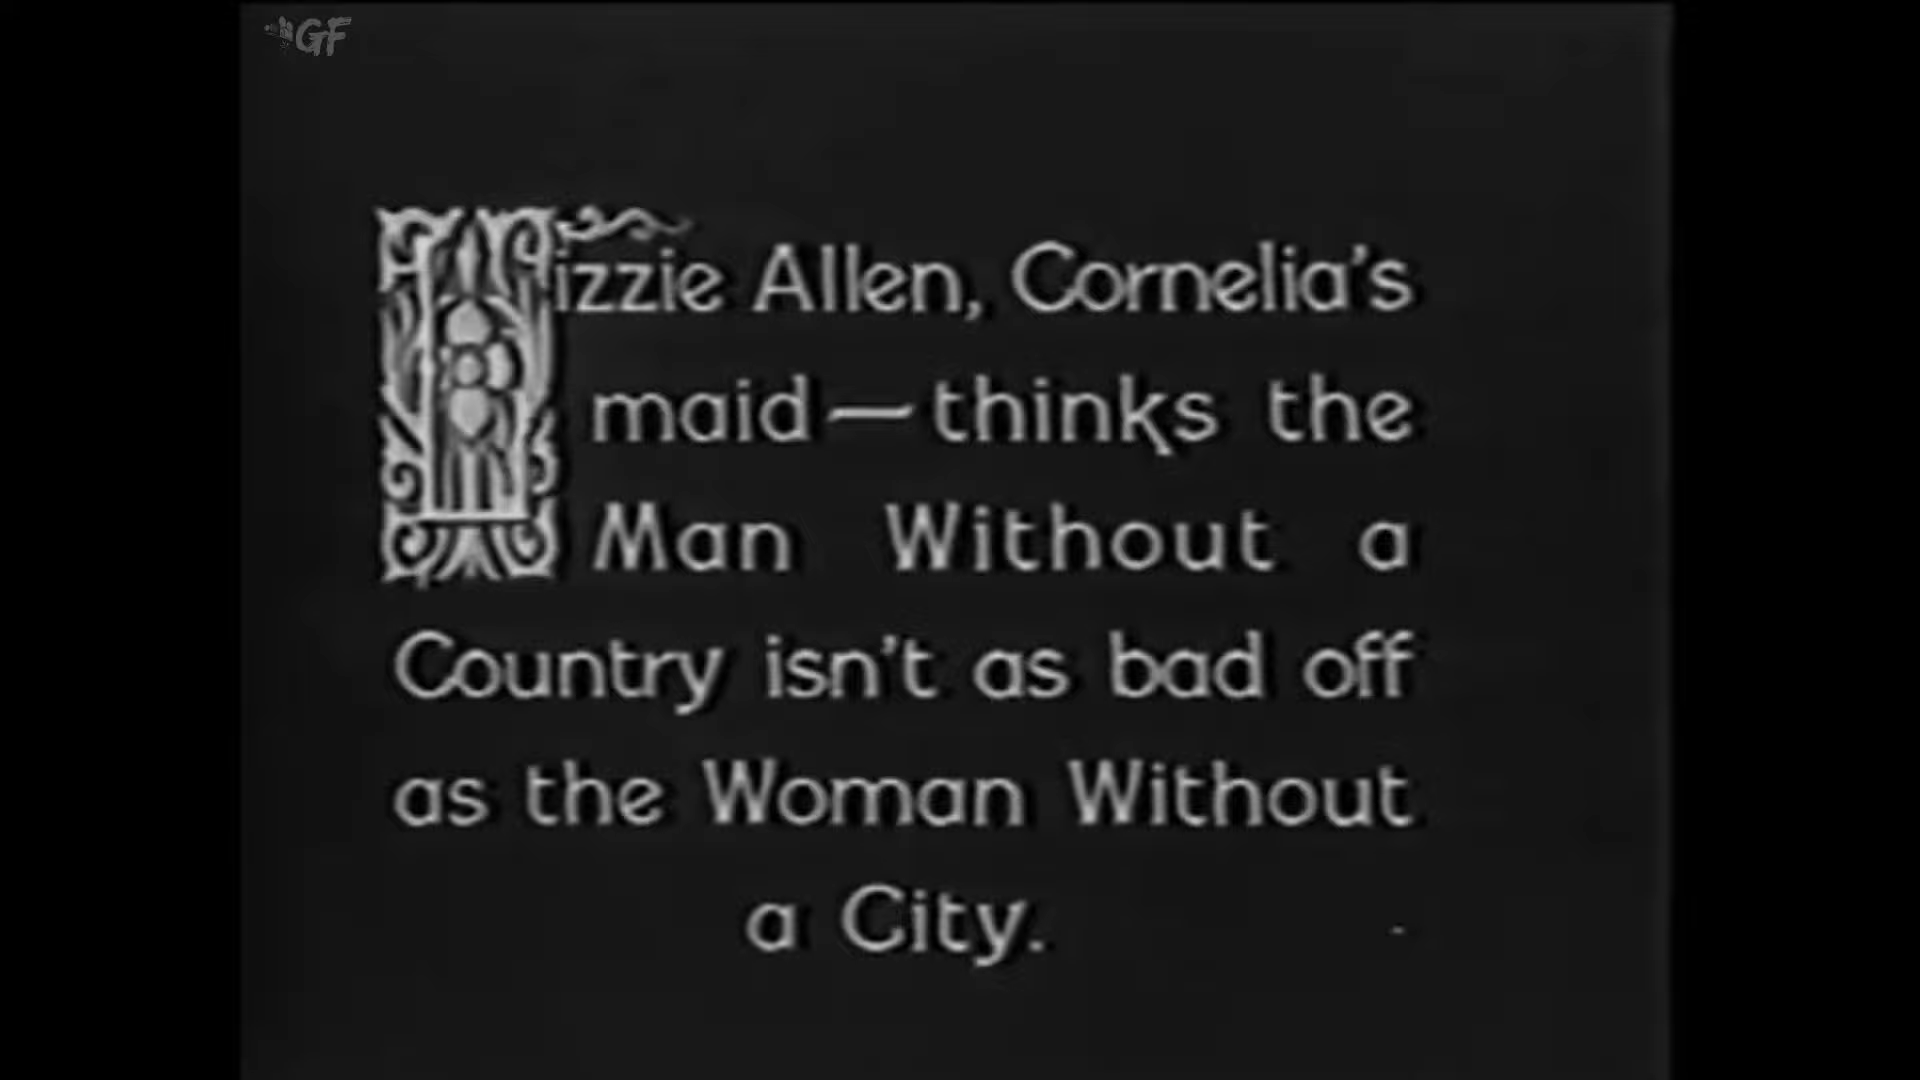 GF
Lizzie Allen, Cornelia's
maid—thinks the
Man Without a
Country isn't as bad off
as the Woman Without
a City.